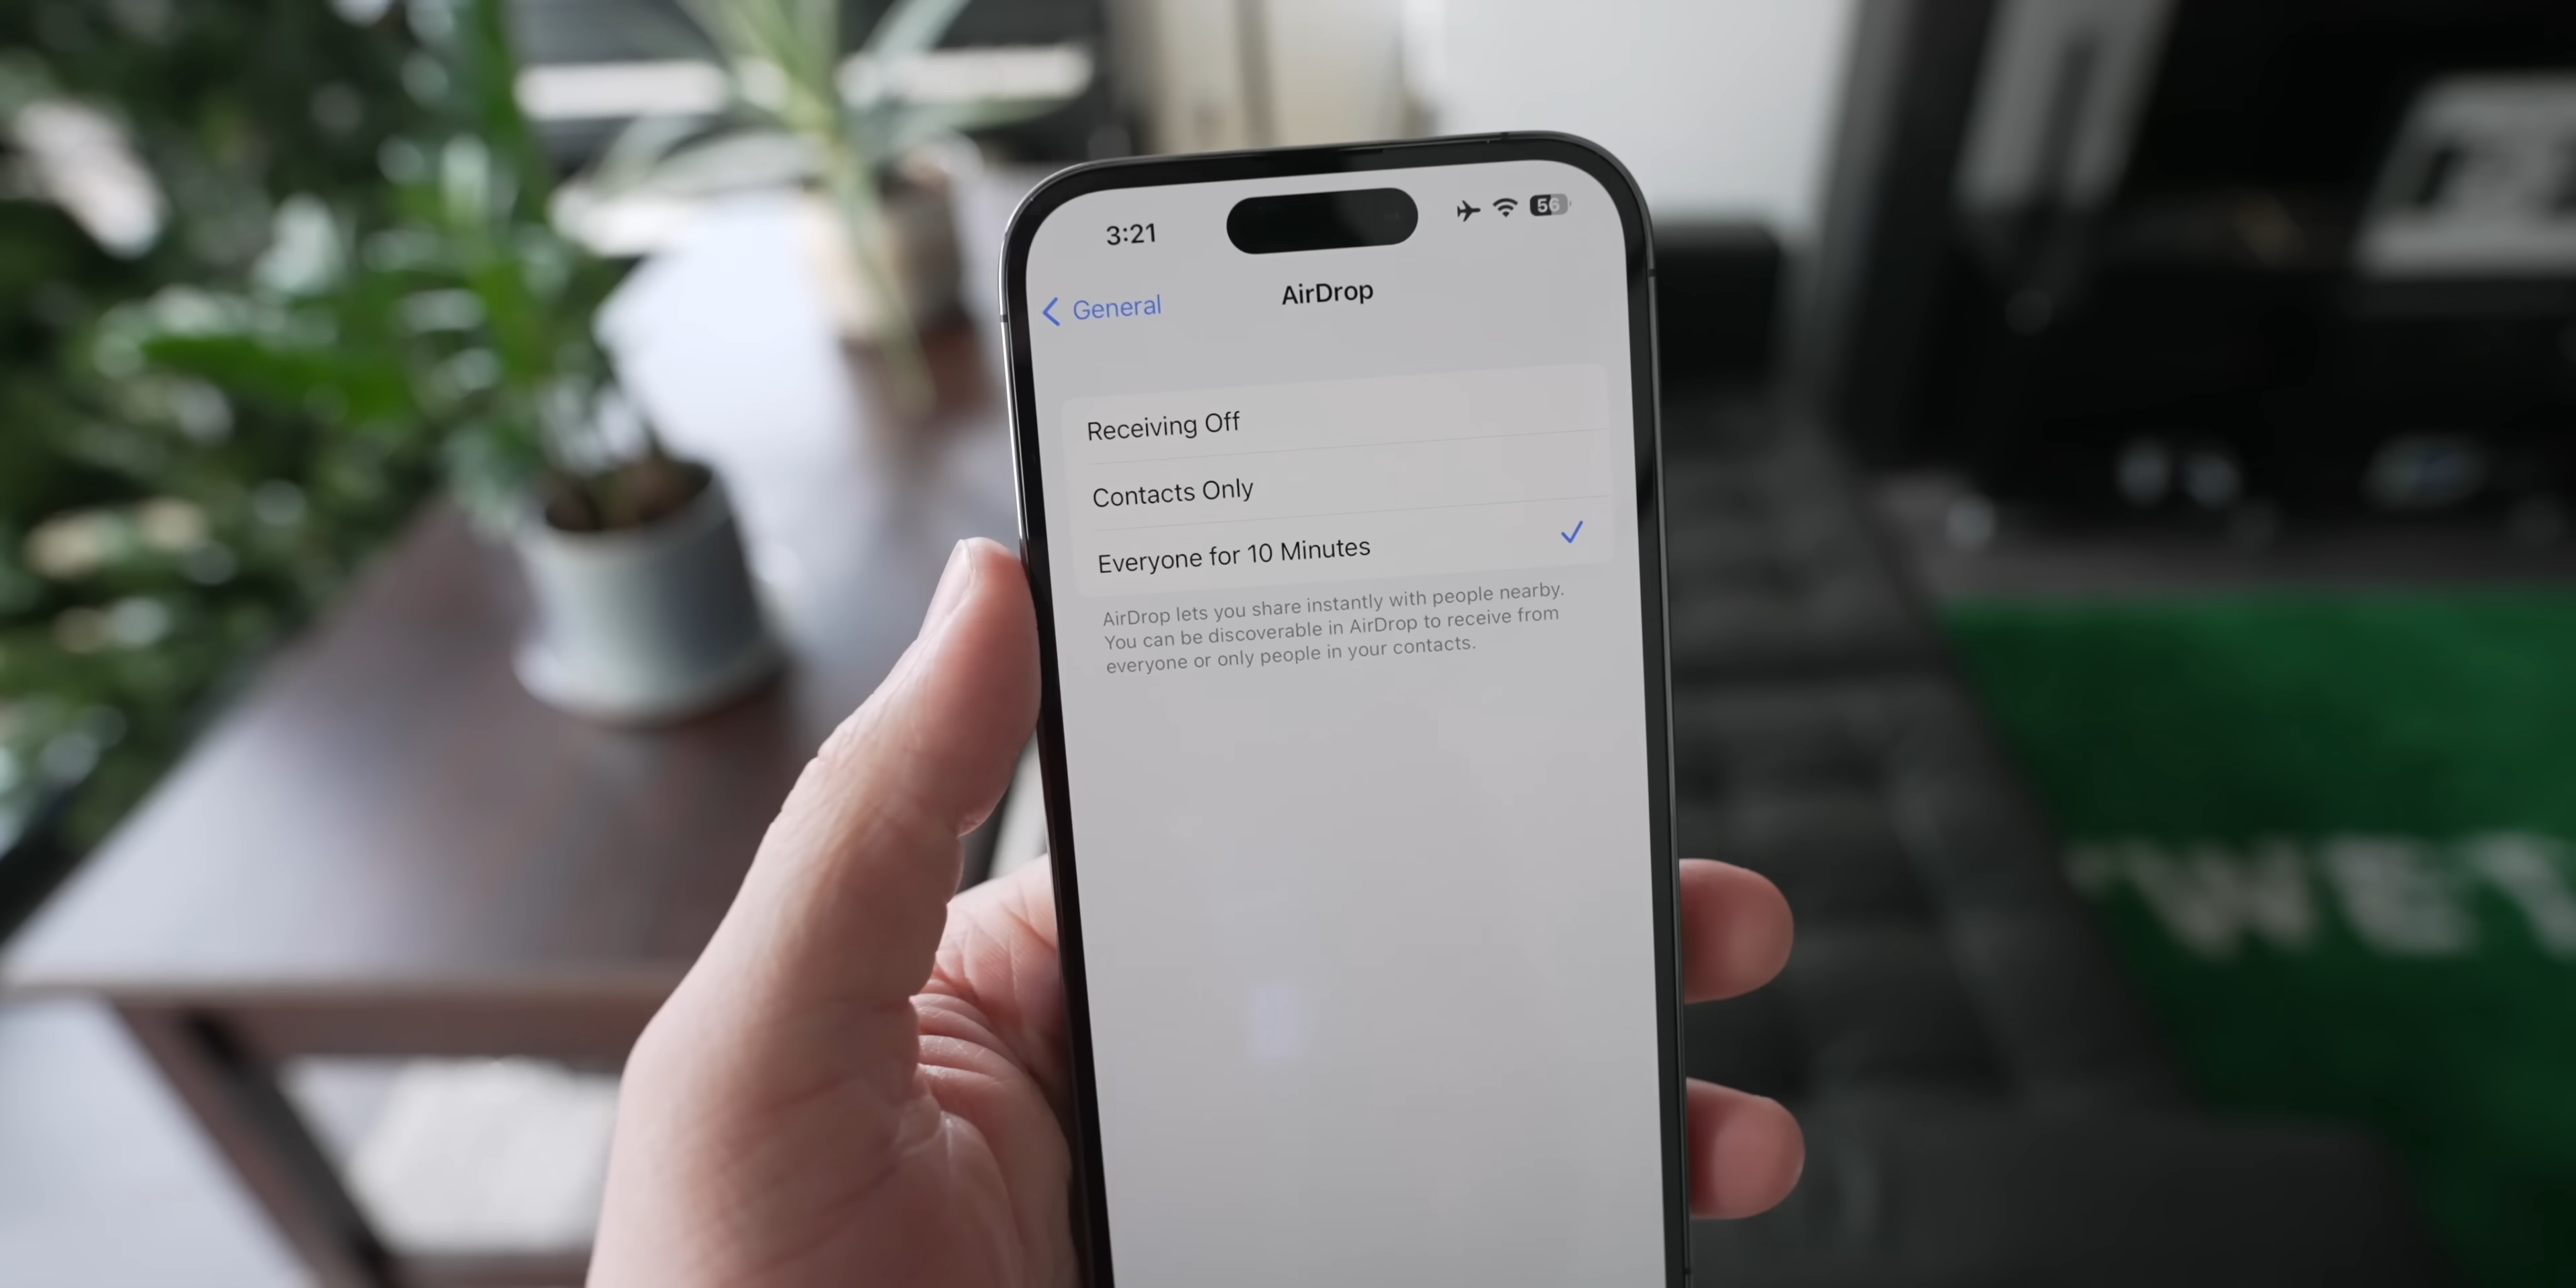 3:21
56
General
AirDrop
Receiving Off
Contacts Only
Everyone for 10 Minutes
AirDrop lets you share instantly with people nearby.
You can be discoverable in AirDrop to receive from
everyone or only people in your contacts.